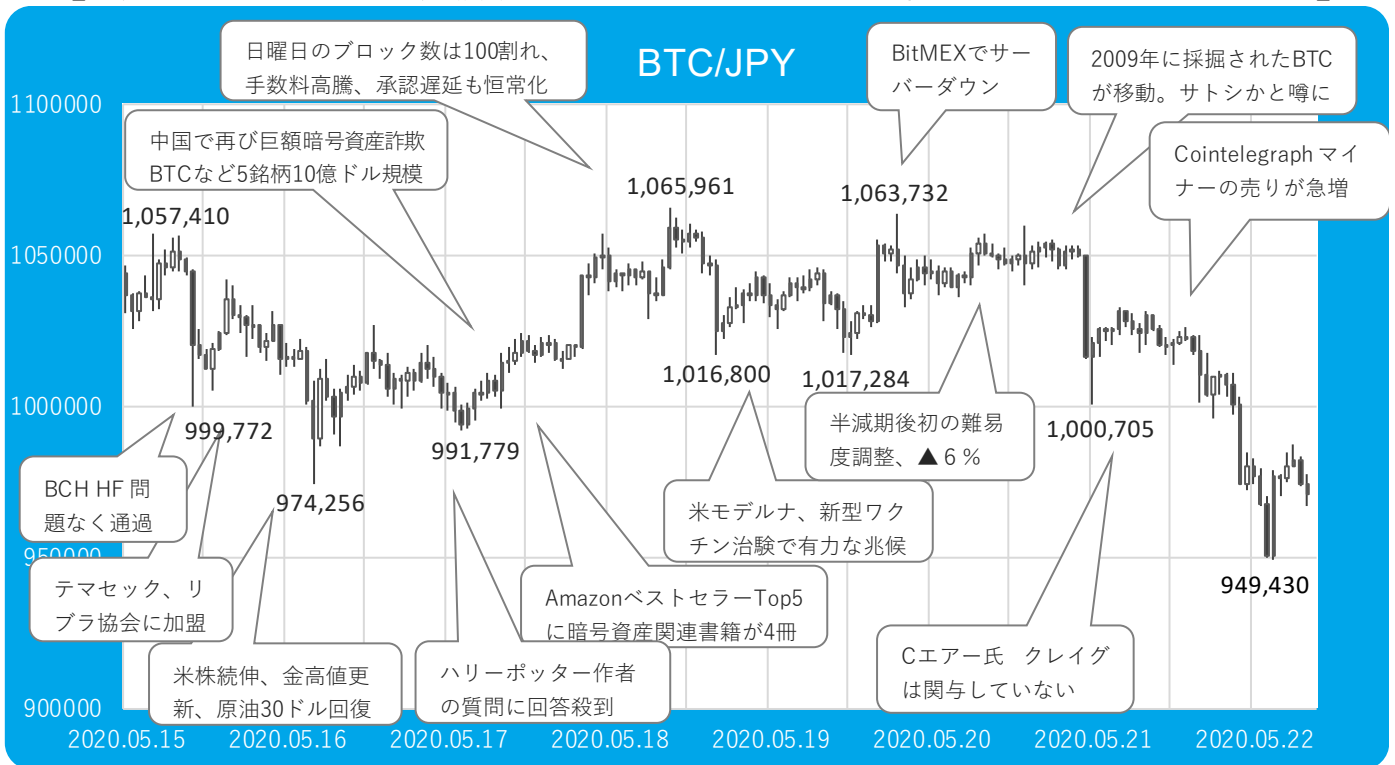 BTC/JPY
日曜日のブロック数は100割れ、
手数料高騰、承認遅延も恒常化
BitMEXでサー
バーダウン
2009年に採掘されたBTC
が移動。サトシかと噂に
中国で再び巨額暗号資産詐欺
BTCなど5銘柄10億ドル規模
Cointelegraph マイ
ナーの売りが急増
1100000
1050000
1000000
950000
900000
1,057,410
1,065,961
1,063,732
999,772
974,256
991,779
1,016,800
1,017,284
1,000,705
949,430
BCH HF 問
題なく通過
テマセック、リ
ブラ協会に加盟
米株続伸、金高値更
新、原油30ドル回復
ハリーポッター作者
の質問に回答殺到
AmazonベストセラーTop5
に暗号資産関連書籍が4冊
米モデルナ、新型ワク
チン治験で有力な兆候
半減期後初の難易
度調整、▲6%
Cエアー氏 クレイグ
は関与していない
2020.05.15
2020.05.16
2020.05.17
2020.05.18
2020.05.19
2020.05.20
2020.05.21
2020.05.22